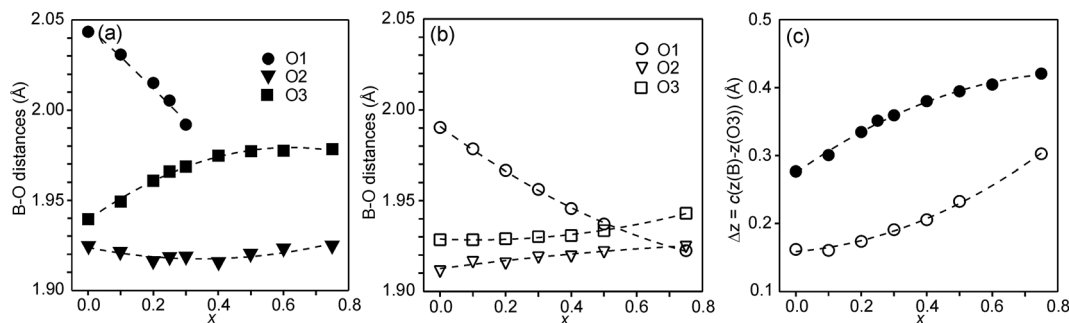 (a)
2.05
2.00
1.95
1.90
B-O distances (Å)
O1
O2
O3
0.0 0.2 0.4 0.6 0.8
x
(b)
2.05
2.00
1.95
1.90
B-O distances (Å)
O1
O2
O3
0.0 0.2 0.4 0.6 0.8
x
(c)
0.5
0.4
0.3
0.2
0.1
Δz = c(z(B)-z(O3)) (Å)
0.0 0.2 0.4 0.6 0.8
x